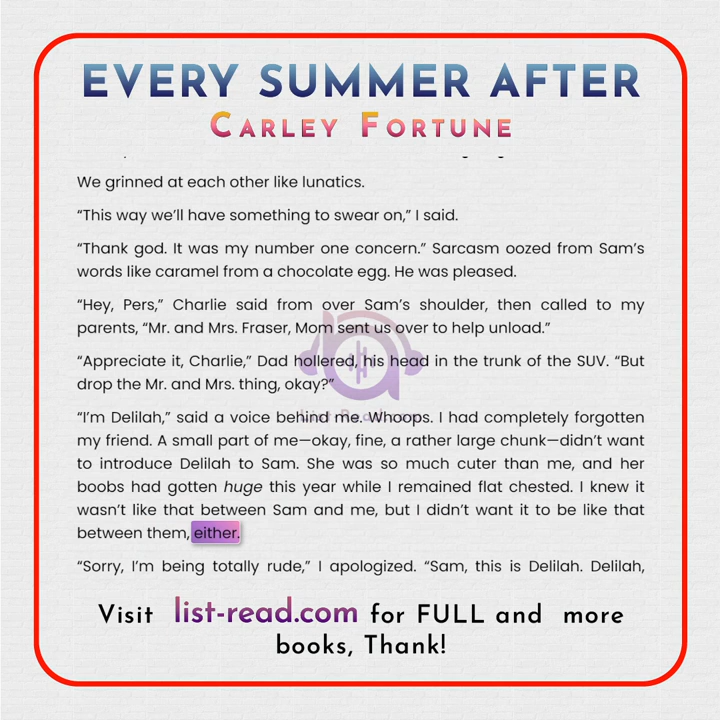 EVERY SUMMER AFTER
CARLEY FORTUNE
We grinned at each other like lunatics.
“This way we’ll have something to swear on,” I said.
“Thank god. It was my number one concern.” Sarcasm oozed from Sam’s
words like caramel from a chocolate egg. He was pleased.
“Hey, Pers,” Charlie said from over Sam’s shoulder, then called to my
parents, “Mr. and Mrs. Fraser, Mom sent us over to help unload.”
“Appreciate it, Charlie,” Dad hollered, his head in the trunk of the SUV. “But
drop the Mr. and Mrs. thing, okay?”
“I’m Delilah,” said a voice behind me. Whoops. I had completely forgotten
my friend. A small part of me—okay, fine, a rather large chunk—didn’t want
to introduce Delilah to Sam. She was so much cuter than me, and her
boobs had gotten huge this year while I remained flat chested. I knew it
wasn’t like that between Sam and me, but I didn’t want it to be like that
between them, either.
“Sorry, I’m being totally rude,” I apologized. “Sam, this is Delilah. Delilah,
Visit list-read.com for FULL and more
books, Thank!